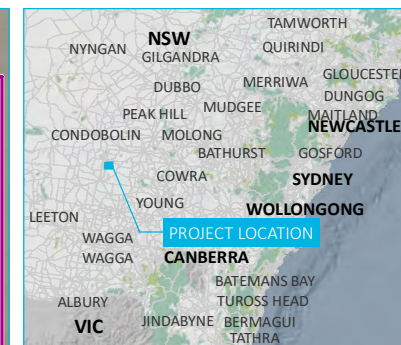 TAMWORTH
NSW
NYNGAN
QUIRINDI
GILGANDRA
GLOUCESTER
DUBBO
MERRIWA
DUNGOG
MUDGEE
PEAK HILL
MAITLAND
NEWCASTLE
CONDOBOLIN
MOLONG
BATHURST
GOSFORD
COWRA
SYDNEY
YOUNG
WOLLONGONG
LEETON
PROJECT LOCATION
WAGGA
WAGGA
CANBERRA
BATEMANS BAY
ALBURY
TUROSS HEAD
VIC
JINDABYNE
BERMAGUI
TATHRA